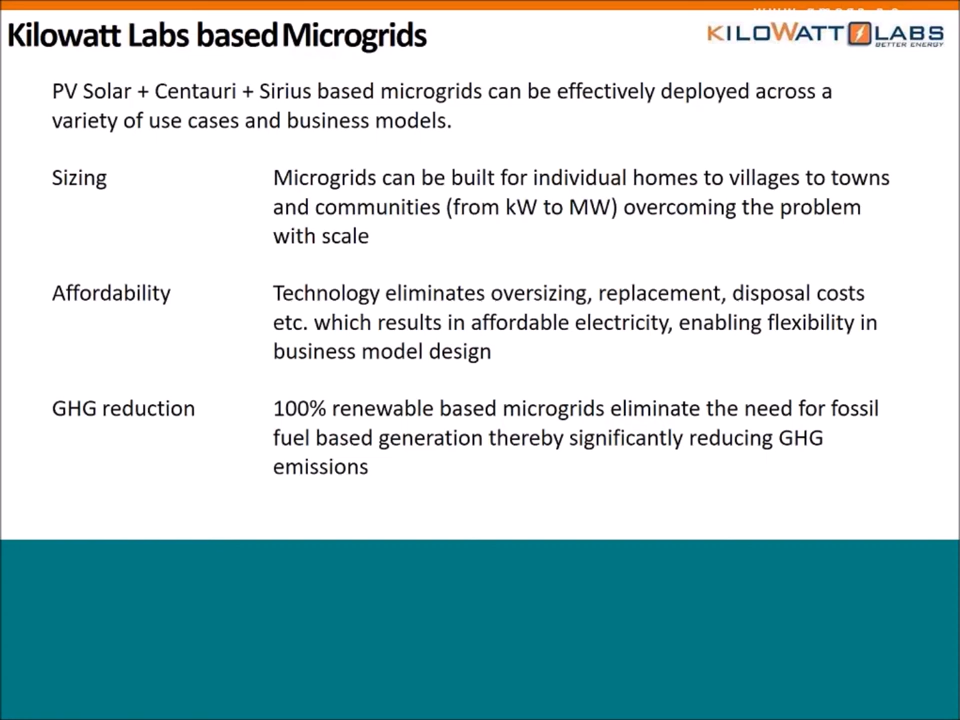 Kilowatt Labs based Microgrids
KILOWATT LABS
BETTER ENERGY
PV Solar + Centauri + Sirius based microgrids can be effectively deployed across a
variety of use cases and business models.
Sizing
Microgrids can be built for individual homes to villages to towns
and communities (from kW to MW) overcoming the problem
with scale
Affordability
Technology eliminates oversizing, replacement, disposal costs
etc. which results in affordable electricity, enabling flexibility in
business model design
GHG reduction
100% renewable based microgrids eliminate the need for fossil
fuel based generation thereby significantly reducing GHG
emissions